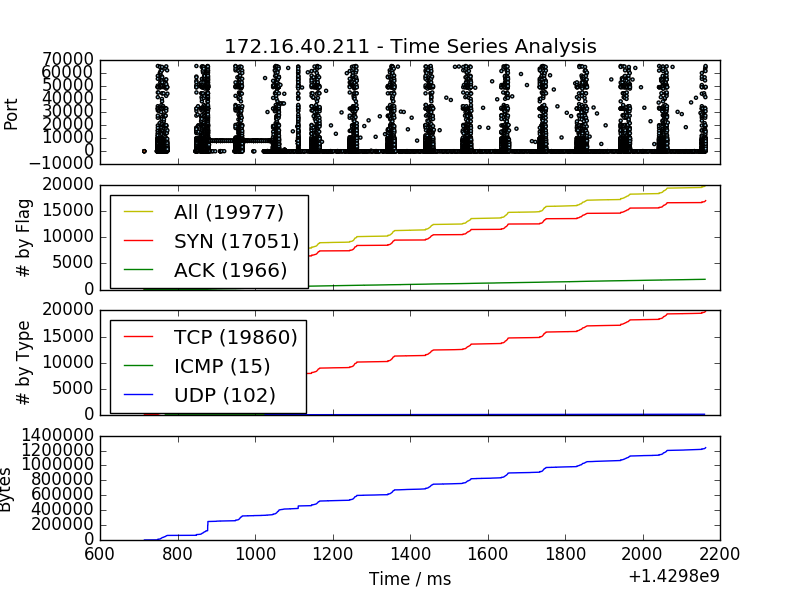 172.16.40.211 - Time Series Analysis
70000
60000
50000
40000
30000
20000
10000
0
−10000
Port
20000
15000
10000
5000
0
# by Flag
All (19977)
SYN (17051)
ACK (1966)
20000
15000
10000
5000
0
# by Type
TCP (19860)
ICMP (15)
UDP (102)
1400000
1200000
1000000
800000
600000
400000
200000
0
Bytes
600 800 1000 1200 1400 1600 1800 2000 2200
Time / ms
+1.4298e9